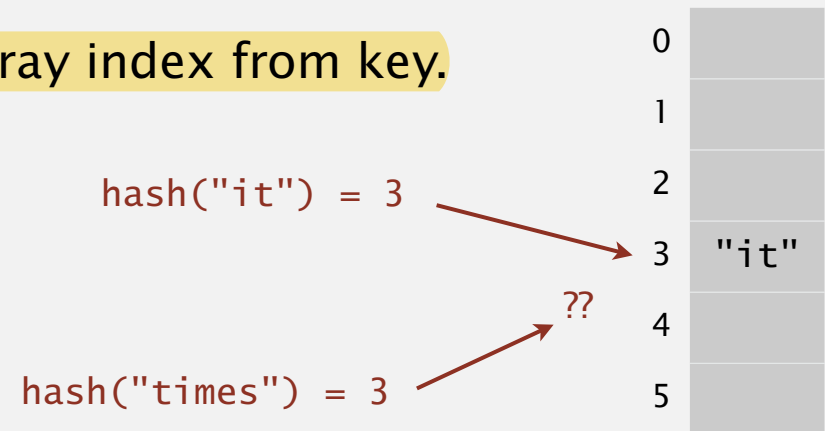 ray index from key.
0
1
2
hash("it") = 3
3 "it"
??
4
hash("times") = 3
5